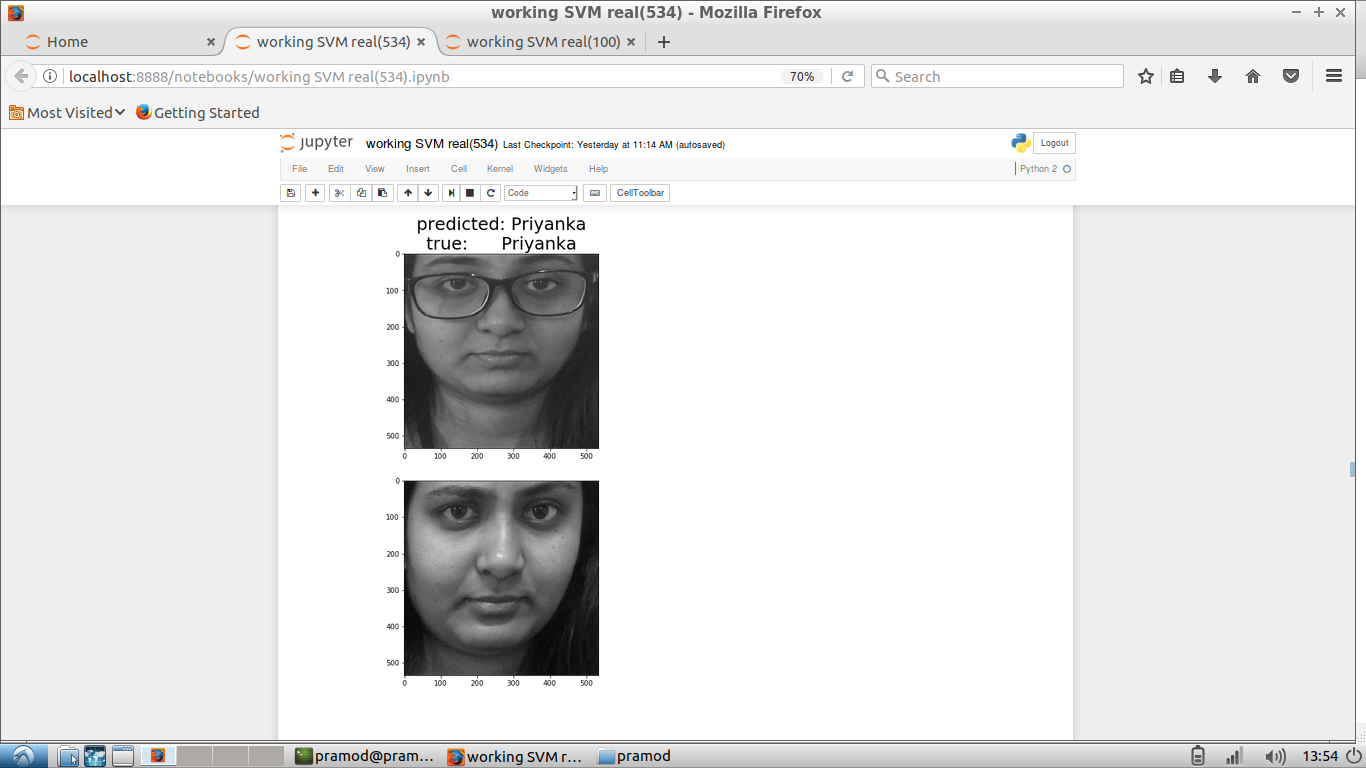 working SVM real(534) - Mozilla Firefox
Home
working SVM real(534)
working SVM real(100)
localhost:8888/notebooks/working SVM real(534).ipynb
70%
Search
Most Visited
Getting Started
jupyter working SVM real(534) Last Checkpoint: Yesterday at 11:14 AM (autosaved)
Logout
File Edit View Insert Cell Kernel Widgets Help
Python 2
Code
CellToolbar
predicted: Priyanka
true: Priyanka
0
100
200
300
400
500
0 100 200 300 400 500
0
100
200
300
400
500
0 100 200 300 400 500
pramod@pram...
working SVM r...
pramod
13:54